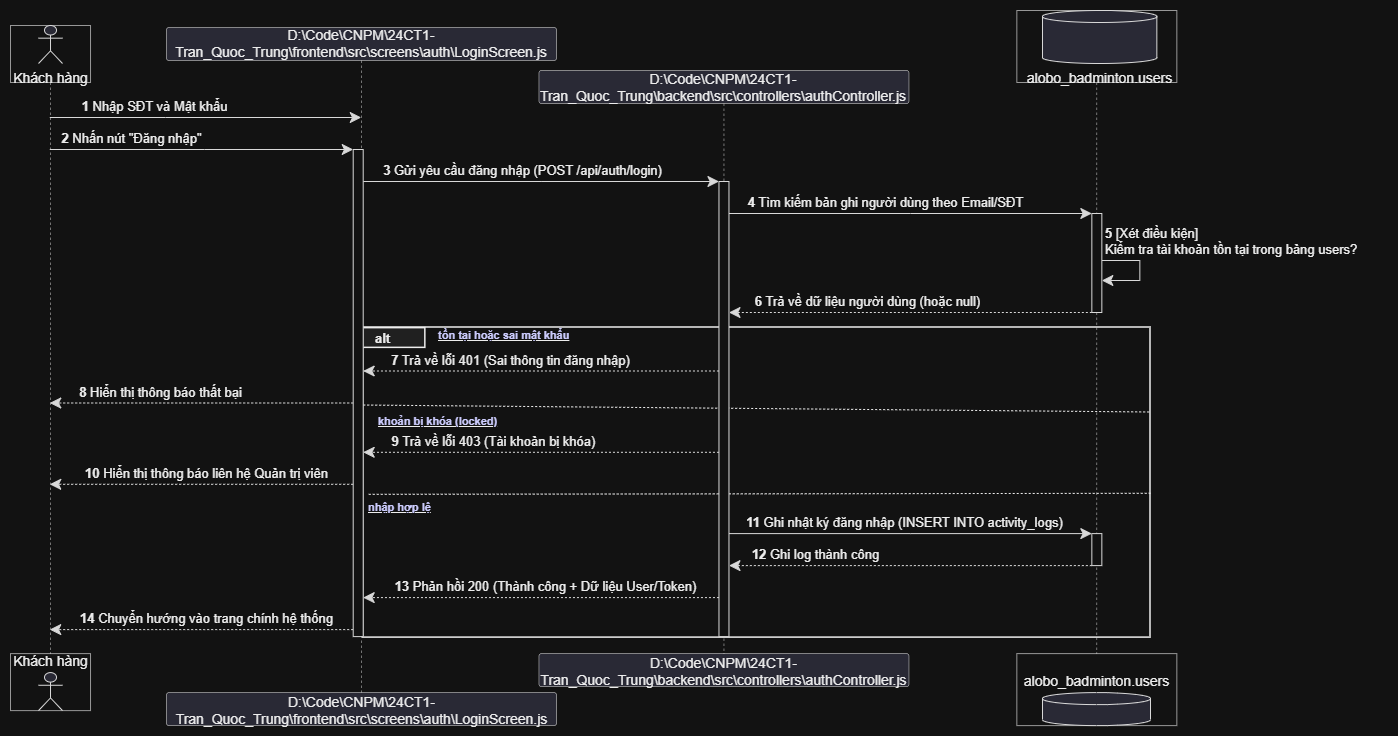 Khách hàng
D:\Code\CNPM\24CT1-
Tran_Quoc_Trung\frontend\src\screens\auth\LoginScreen.js
D:\Code\CNPM\24CT1-
Tran_Quoc_Trung\backend\src\controllers\authController.js
alobo_badminton.users
1 Nhập SĐT và Mật khẩu
2 Nhấn nút "Đăng nhập"
3 Gửi yêu cầu đăng nhập (POST /api/auth/login)
4 Tìm kiếm bản ghi người dùng theo Email/SĐT
5 [Xét điều kiện]
Kiểm tra tài khoản tồn tại trong bảng users?
6 Trả về dữ liệu người dùng (hoặc null)
alt
tồn tại hoặc sai mật khẩu
7 Trả về lỗi 401 (Sai thông tin đăng nhập)
8 Hiển thị thông báo thất bại
khoản bị khóa (locked)
9 Trả về lỗi 403 (Tài khoản bị khóa)
10 Hiển thị thông báo liên hệ Quản trị viên
nhập hợp lệ
11 Ghi nhật ký đăng nhập (INSERT INTO activity_logs)
12 Ghi log thành công
13 Phản hồi 200 (Thành công + Dữ liệu User/Token)
14 Chuyển hướng vào trang chính hệ thống
Khách hàng
D:\Code\CNPM\24CT1-
Tran_Quoc_Trung\frontend\src\screens\auth\LoginScreen.js
D:\Code\CNPM\24CT1-
Tran_Quoc_Trung\backend\src\controllers\authController.js
alobo_badminton.users